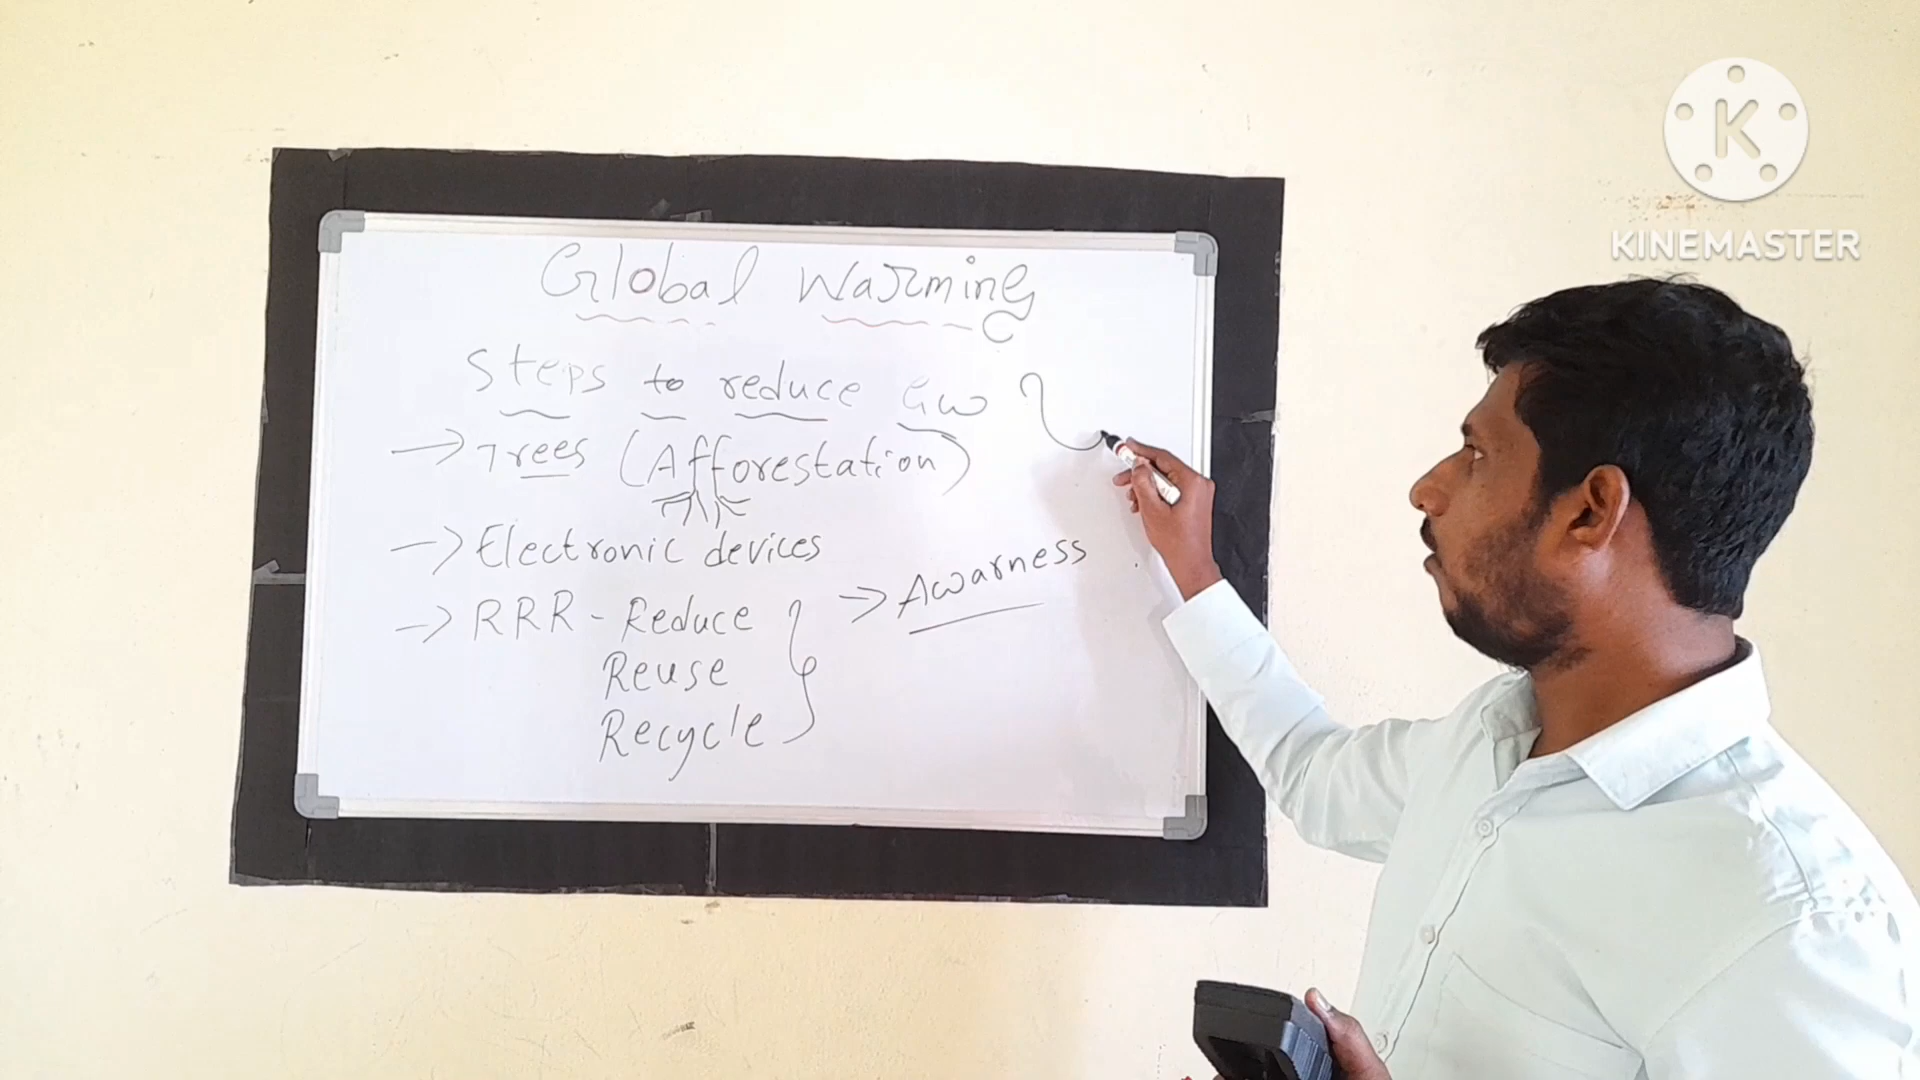 Global Warming
Steps to reduce GW
→ Trees (Afforestation)
→ Electronic devices
→ RRR - Reduce
Reuse
Recycle
→ Awarness
K
KINEMASTER